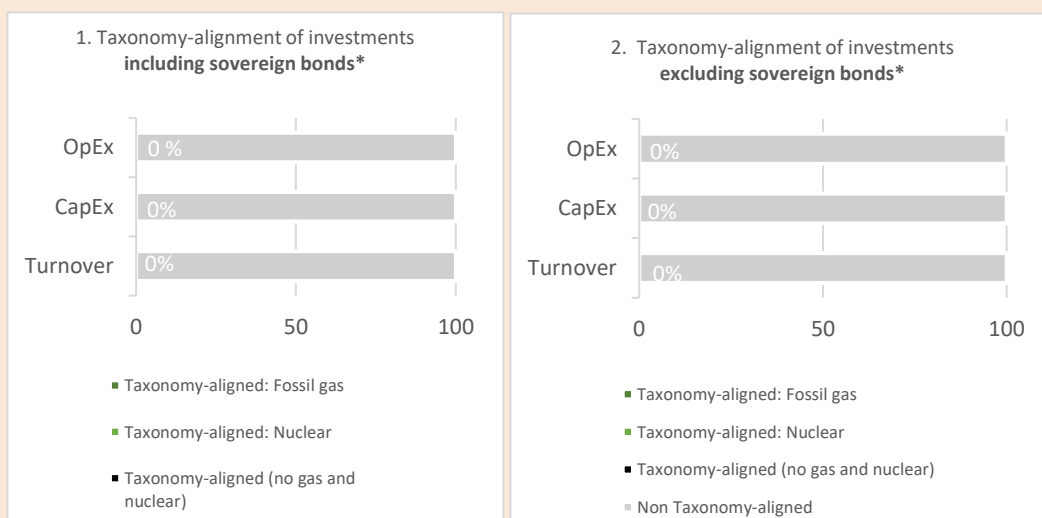 1. Taxonomy-alignment of investments
including sovereign bonds*
OpEx
0 %
CapEx
0%
Turnover
0%
0
50
100
Taxonomy-aligned: Fossil gas
Taxonomy-aligned: Nuclear
Taxonomy-aligned (no gas and
nuclear)
2. Taxonomy-alignment of investments
excluding sovereign bonds*
OpEx
0%
CapEx
0%
Turnover
0%
0
50
100
Taxonomy-aligned: Fossil gas
Taxonomy-aligned: Nuclear
Taxonomy-aligned (no gas and nuclear)
Non Taxonomy-aligned